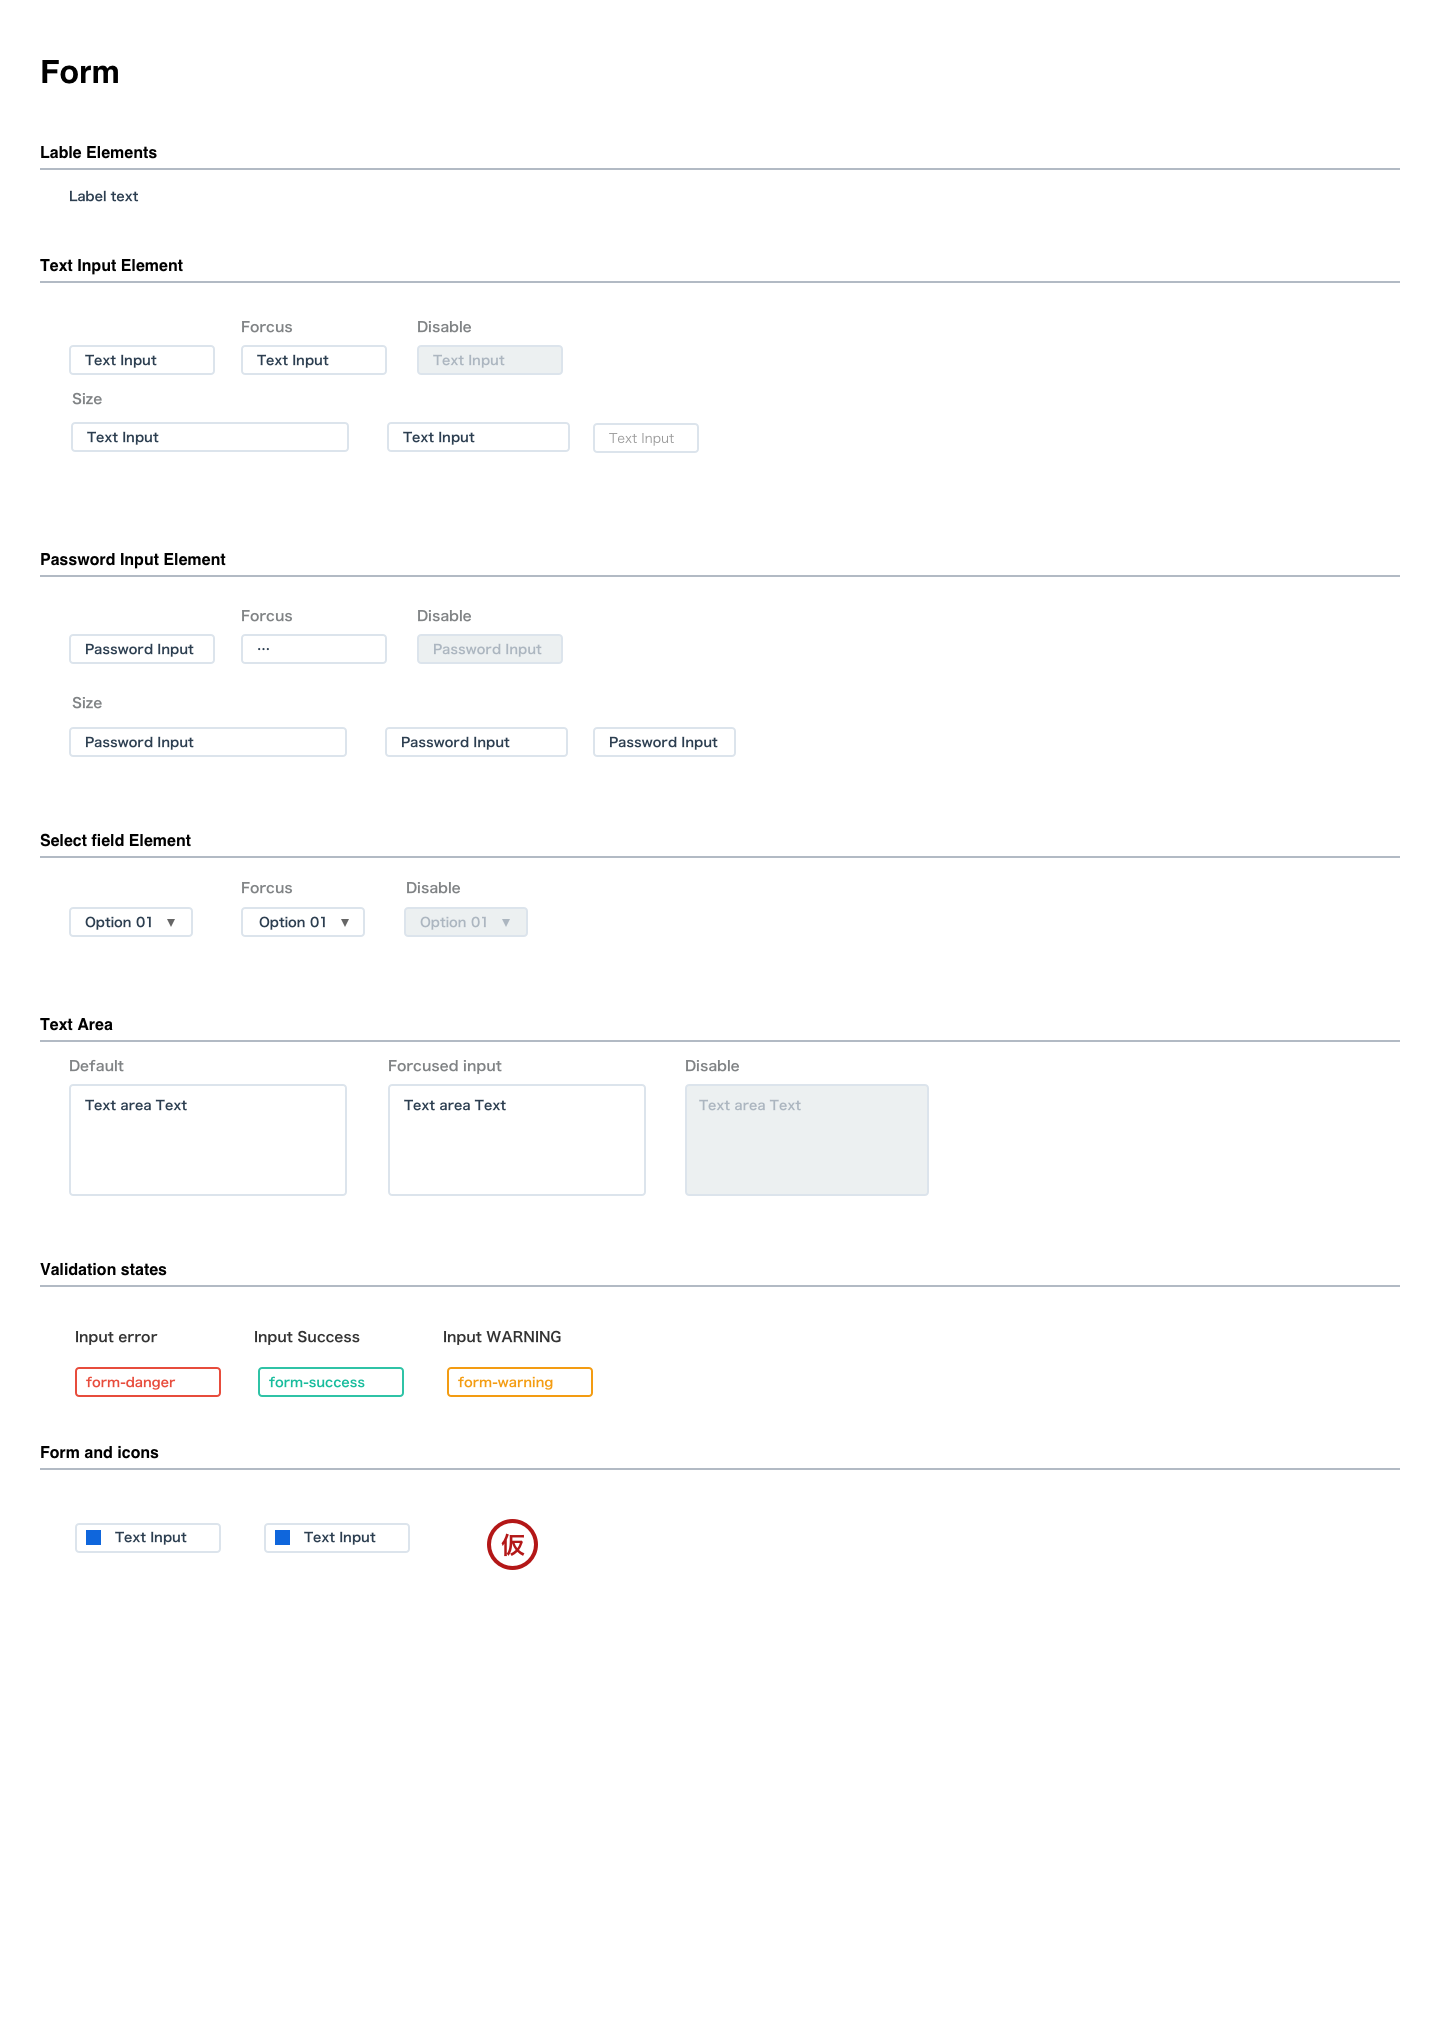 Form
Lable Elements
Label text
Text Input Element
Forcus Disable
Text Input Text Input Text Input
Size
Text Input Text Input Text Input
Password Input Element
Forcus Disable
Password Input ... Password Input
Size
Password Input Password Input Password Input
Select field Element
Forcus Disable
Option 01 ▼ Option 01 ▼ Option 01 ▼
Text Area
Default Forcused input Disable
Text area Text Text area Text Text area Text
Validation states
Input error Input Success Input WARNING
form-danger form-success form-warning
Form and icons
Text Input Text Input 仮